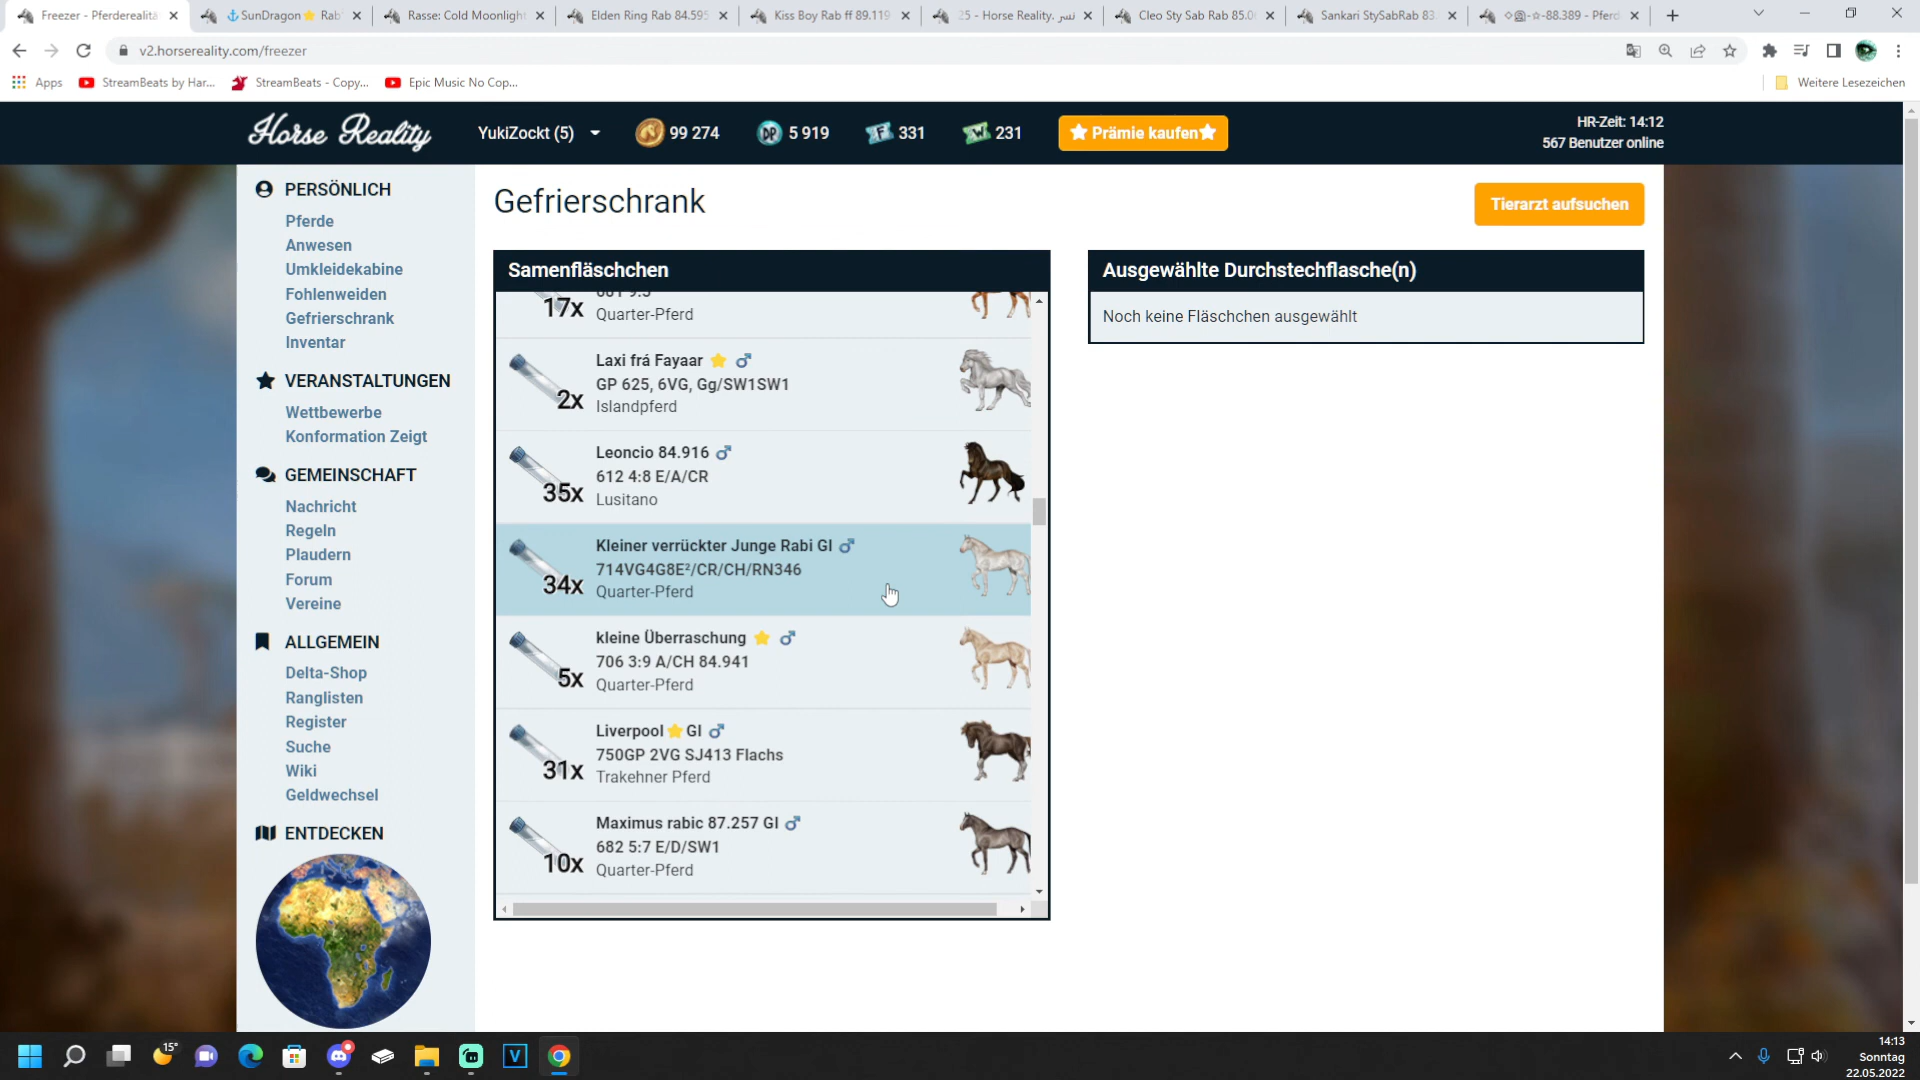 Freezer - Pferderealitä
⚓SunDragon⭐ Rab
Rasse: Cold Moonlight
Elden Ring Rab 84.595
Kiss Boy Rab ff 89.119
25 - Horse Reality. نسر
Cleo Sty Sab Rab 85.0
Sankari StySabRab 83.
-☆-88.389 - Pferd
v2.horsereality.com/freezer
Apps
StreamBeats by Har...
StreamBeats - Copy...
Epic Music No Cop...
Weitere Lesezeichen
Horse Reality
YukiZockt (5)
99 274
DP 5 919
F 331
W 231
⭐ Prämie kaufen⭐
HR-Zeit: 14:12
567 Benutzer online
PERSÖNLICH
Pferde
Anwesen
Umkleidekabine
Fohlenweiden
Gefrierschrank
Inventar
VERANSTALTUNGEN
Wettbewerbe
Konformation Zeigt
GEMEINSCHAFT
Nachricht
Regeln
Plaudern
Forum
Vereine
ALLGEMEIN
Delta-Shop
Ranglisten
Register
Suche
Wiki
Geldwechsel
ENTDECKEN
Gefrierschrank
Tierarzt aufsuchen
Samenfläschchen
17x
Quarter-Pferd
Laxi frá Fayaar ⭐ ♂
GP 625, 6VG, Gg/SW1SW1
2x
Islandpferd
Leoncio 84.916 ♂
612 4:8 E/A/CR
35x
Lusitano
Kleiner verrückter Junge Rabi GI ♂
714VG4G8E²/CR/CH/RN346
34x
Quarter-Pferd
kleine Überraschung ⭐ ♂
706 3:9 A/CH 84.941
5x
Quarter-Pferd
Liverpool⭐GI ♂
750GP 2VG SJ413 Flachs
31x
Trakehner Pferd
Maximus rabic 87.257 GI ♂
682 5:7 E/D/SW1
10x
Quarter-Pferd
Ausgewählte Durchstechflasche(n)
Noch keine Fläschchen ausgewählt
15°
V
14:13
Sonntag
22.05.2022